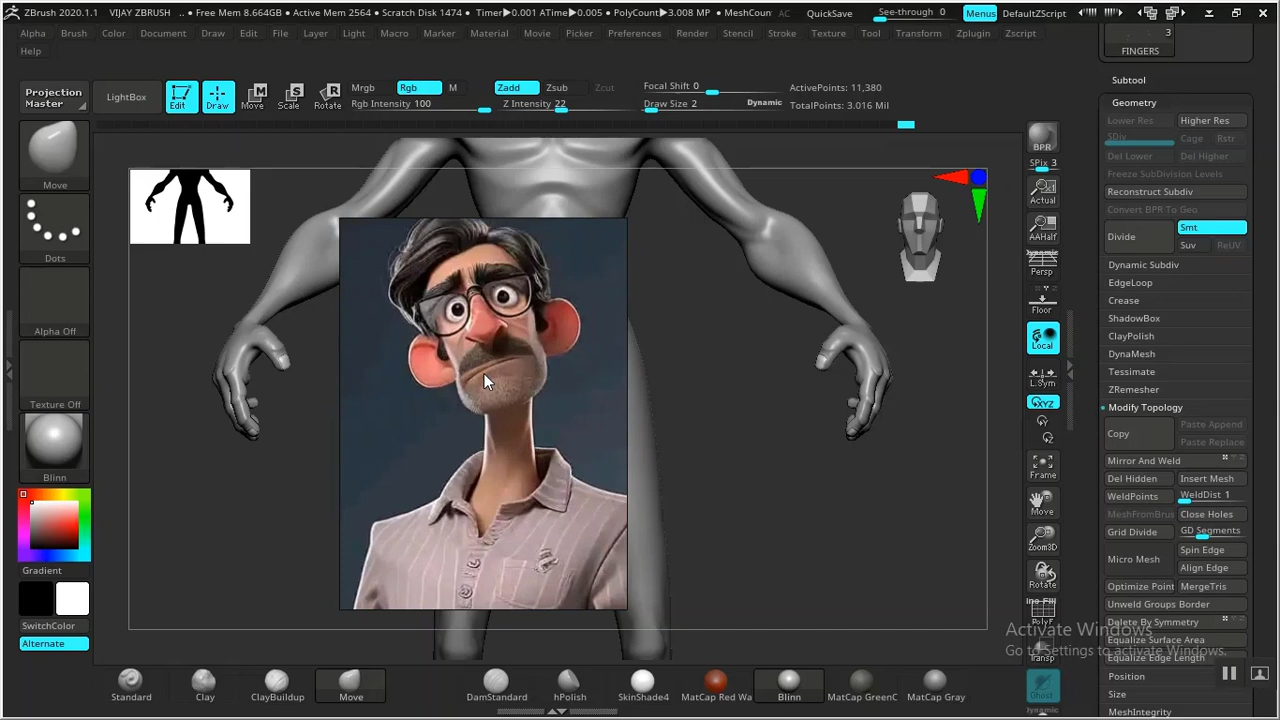 ZBrush 2020.1.1 VIJAY ZBRUSH .. ● Free Mem 8.664GB ● Active Mem 2564 ● Scratch Disk 1474 ● Timer▶0.001 ATime▶0.005 ● PolyCount▶3.008 MP ● MeshCoun AC QuickSave See-through 0 Menus DefaultZScript
Alpha Brush Color Document Draw Edit File Layer Light Macro Marker Material Movie Picker Preferences Render Stencil Stroke Texture Tool Transform Zplugin Zscript
Help
3
FINGERS
Subtool
Projection Master
LightBox
Edit Draw Move Scale Rotate
Mrgb Rgb M
Rgb Intensity 100
Zadd Zsub Zcut
Z Intensity 22
Focal Shift 0
Draw Size 2 Dynamic
ActivePoints: 11,380
TotalPoints: 3.016 Mil
Move
Dots
Alpha Off
Texture Off
Blinn
Gradient
SwitchColor
Alternate
BPR
SPix 3
Actual
AAHalf
Dynamic
Persp
Floor
Local
L.Sym
XYZ
Y
Z
Frame
Move
Zoom3D
Rotate
PolyF
Transp
Ghost
Dynamic
Geometry
Lower Res Higher Res
SDiv Cage Rstr
Del Lower Del Higher
Freeze SubDivision Levels
Reconstruct Subdiv
Convert BPR To Geo
Divide Smt
Suv ReUV
Dynamic Subdiv
EdgeLoop
Crease
ShadowBox
ClayPolish
DynaMesh
Tessimate
ZRemesher
Modify Topology
Copy Paste Append
Paste Replace
Mirror And Weld
Del Hidden Insert Mesh
WeldPoints WeldDist 1
MeshFromBrus Close Holes
Grid Divide GD Segments
Micro Mesh Spin Edge
Align Edge
Optimize Point MergeTris
Unweld Groups Border
Delete By Symmetry
Equalize Surface Area
Equalize Edge Length
Position
Size
MeshIntegrity
Activate Windows
Go to Settings to activate Windows.
Standard Clay ClayBuildup Move DamStandard hPolish SkinShade4 MatCap Red Wa Blinn MatCap GreenC MatCap Gray